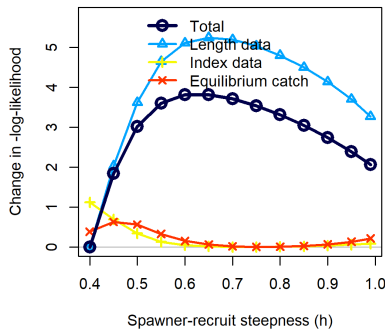 Total
Length data
Index data
Equilibrium catch
Change in -log-likelihood
5
4
3
2
1
0
0.4 0.5 0.6 0.7 0.8 0.9 1.0
Spawner-recruit steepness (h)